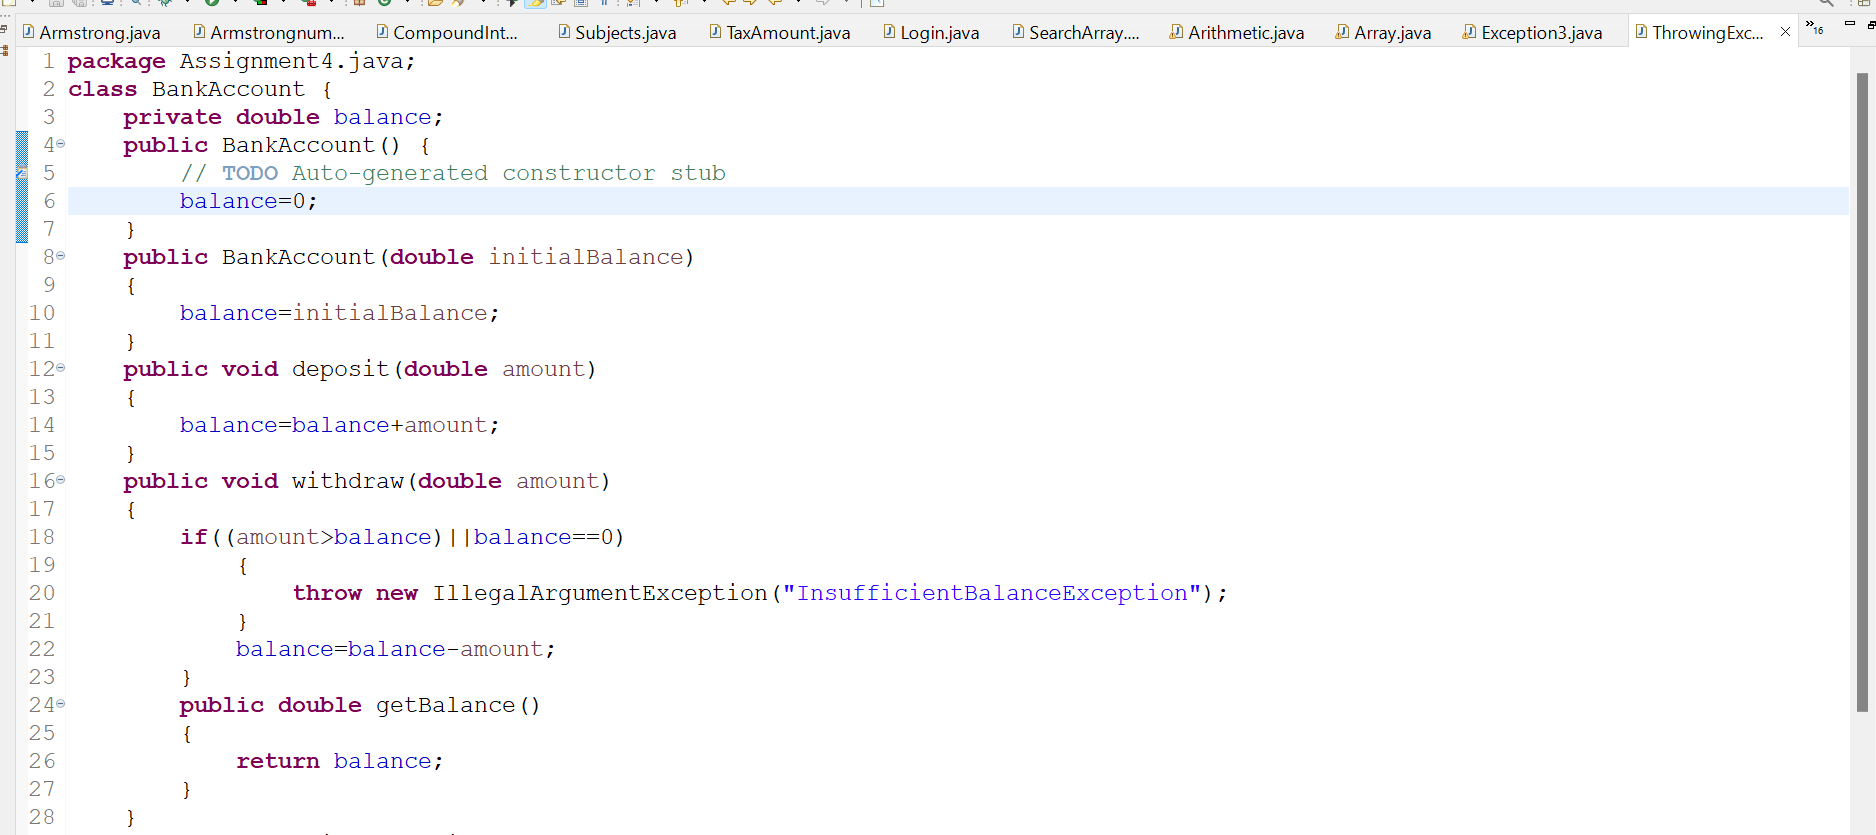 Armstrong.java Armstrongnum... CompoundInt... Subjects.java TaxAmount.java Login.java SearchArray.... Arithmetic.java Array.java Exception3.java ThrowingExc... 16
1 package Assignment4.java;
2 class BankAccount {
3 private double balance;
4 public BankAccount() {
5 // TODO Auto-generated constructor stub
6 balance=0;
7 }
8 public BankAccount(double initialBalance)
9 {
10 balance=initialBalance;
11 }
12 public void deposit(double amount)
13 {
14 balance=balance+amount;
15 }
16 public void withdraw(double amount)
17 {
18 if((amount>balance)||balance==0)
19 {
20 throw new IllegalArgumentException("InsufficientBalanceException");
21 }
22 balance=balance-amount;
23 }
24 public double getBalance()
25 {
26 return balance;
27 }
28 }